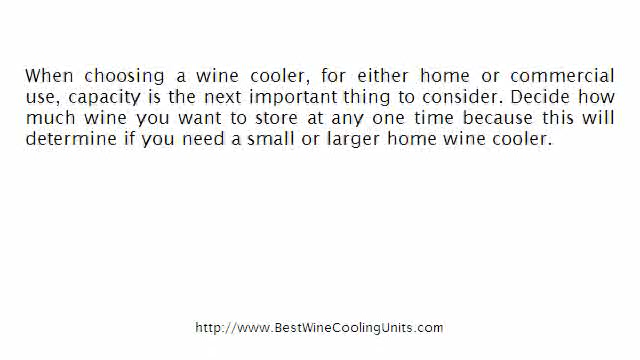 When choosing a wine cooler, for either home or commercial
use, capacity is the next important thing to consider. Decide how
much wine you want to store at any one time because this will
determine if you need a small or larger home wine cooler.
http://www.BestWineCoolingUnits.com